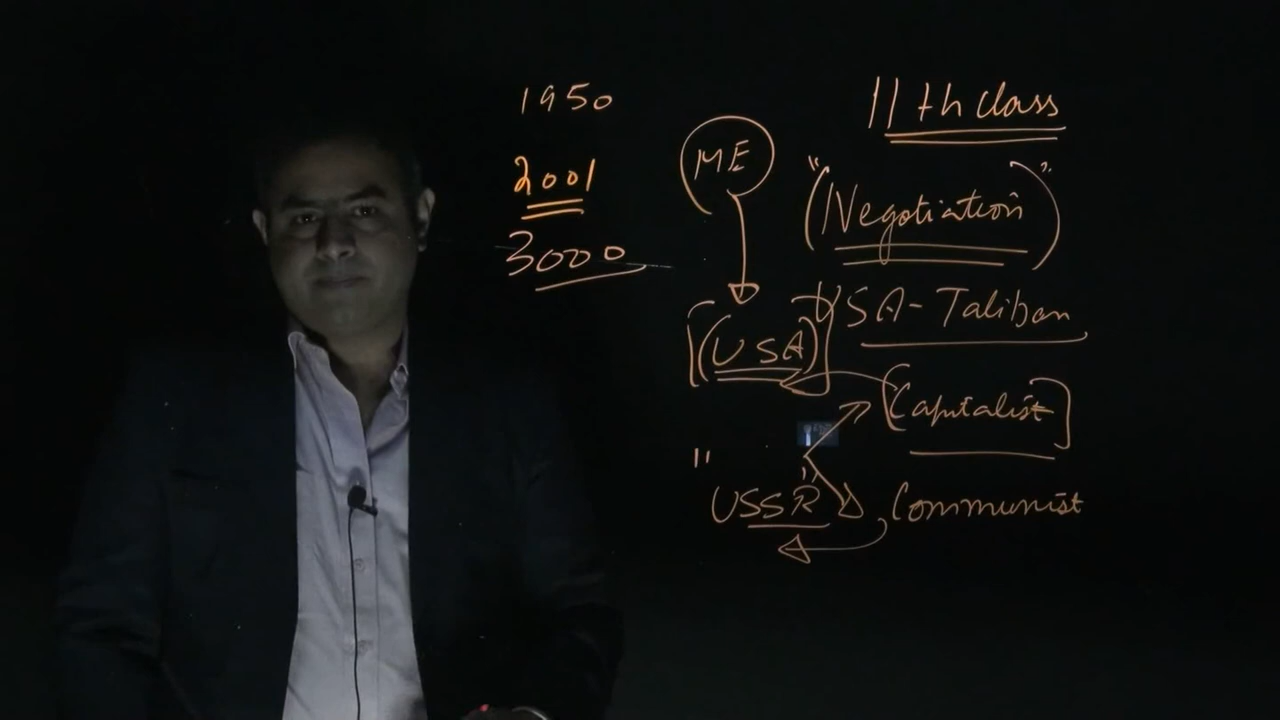 1950
2001
3000
ME
(USA)
11th class
"(Negotiation)"
USA-Taliban
[Capitalist]
"USSR"
Communist